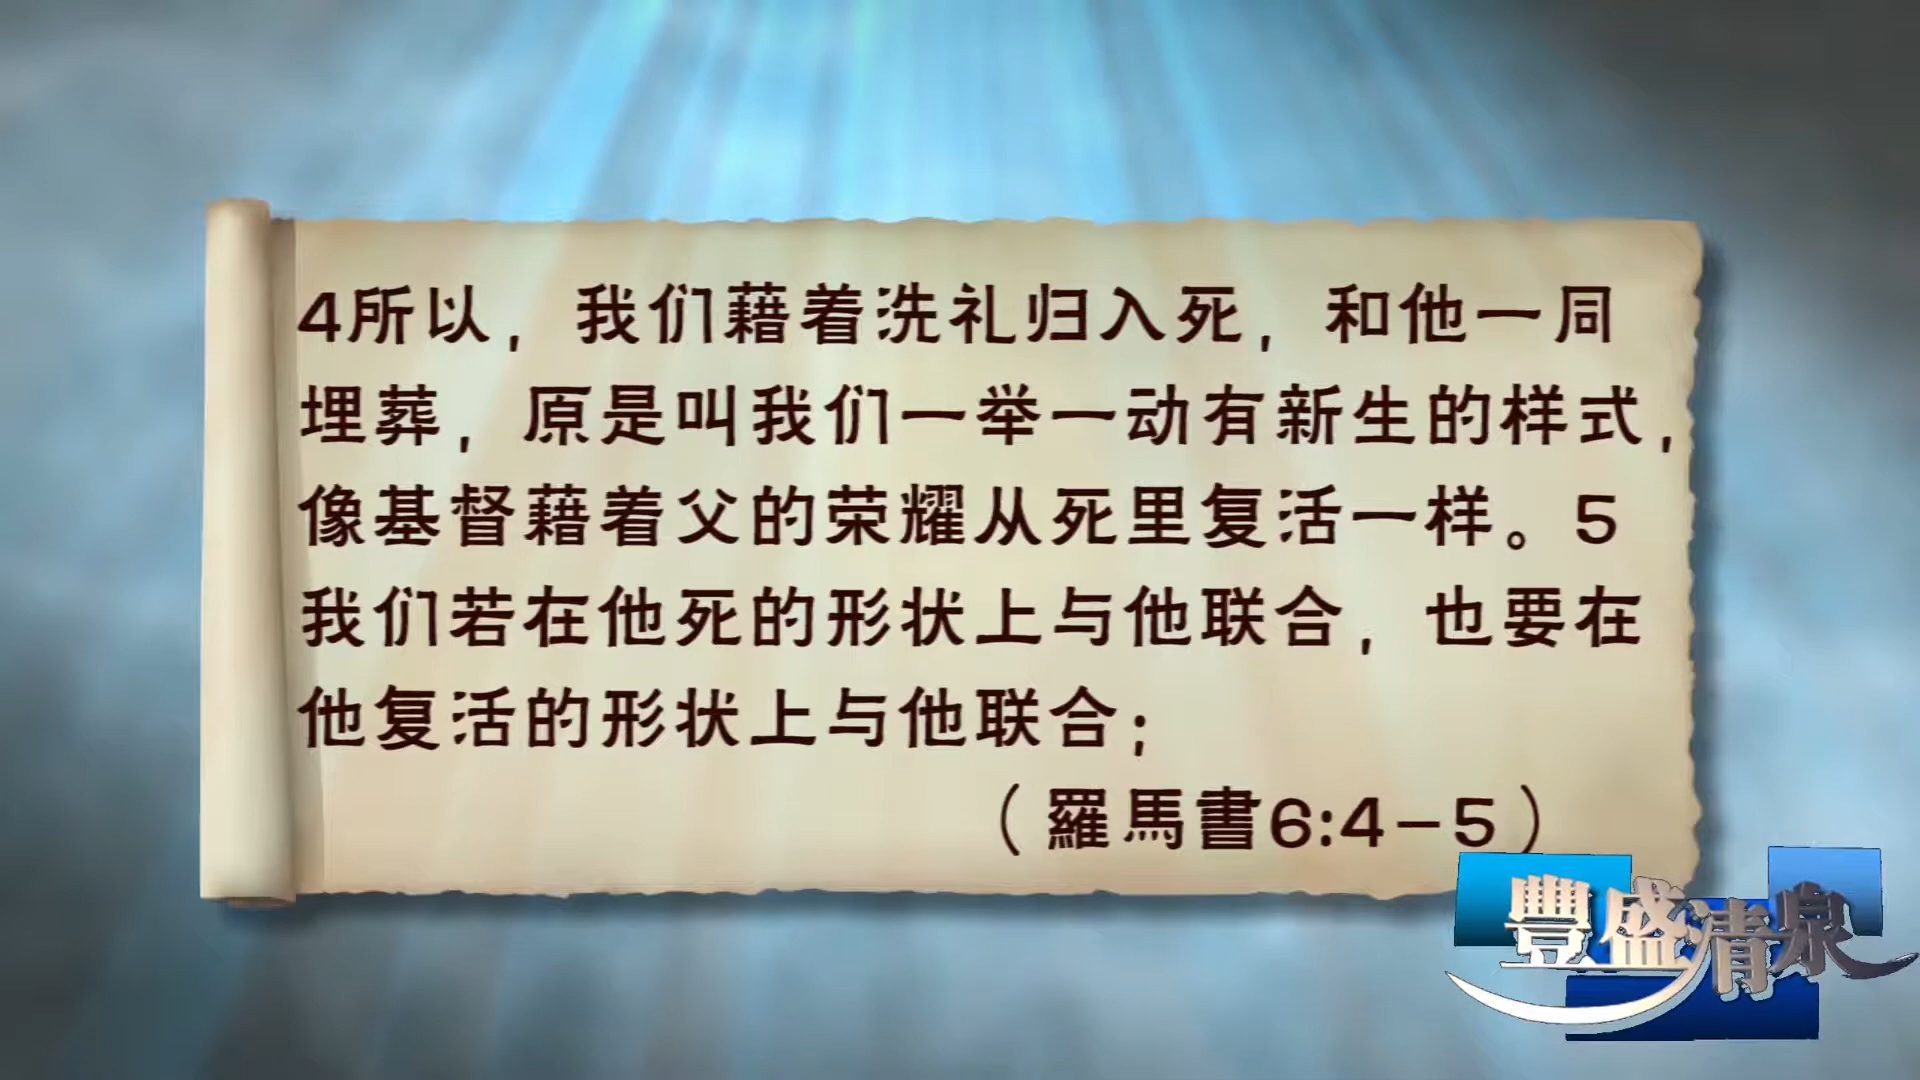 4所以，我们藉着洗礼归入死，和他一同
埋葬，原是叫我们一举一动有新生的样式，
像基督藉着父的荣耀从死里复活一样。5
我们若在他死的形状上与他联合，也要在
他复活的形状上与他联合；
（羅馬書6:4-5）
豐盛清泉